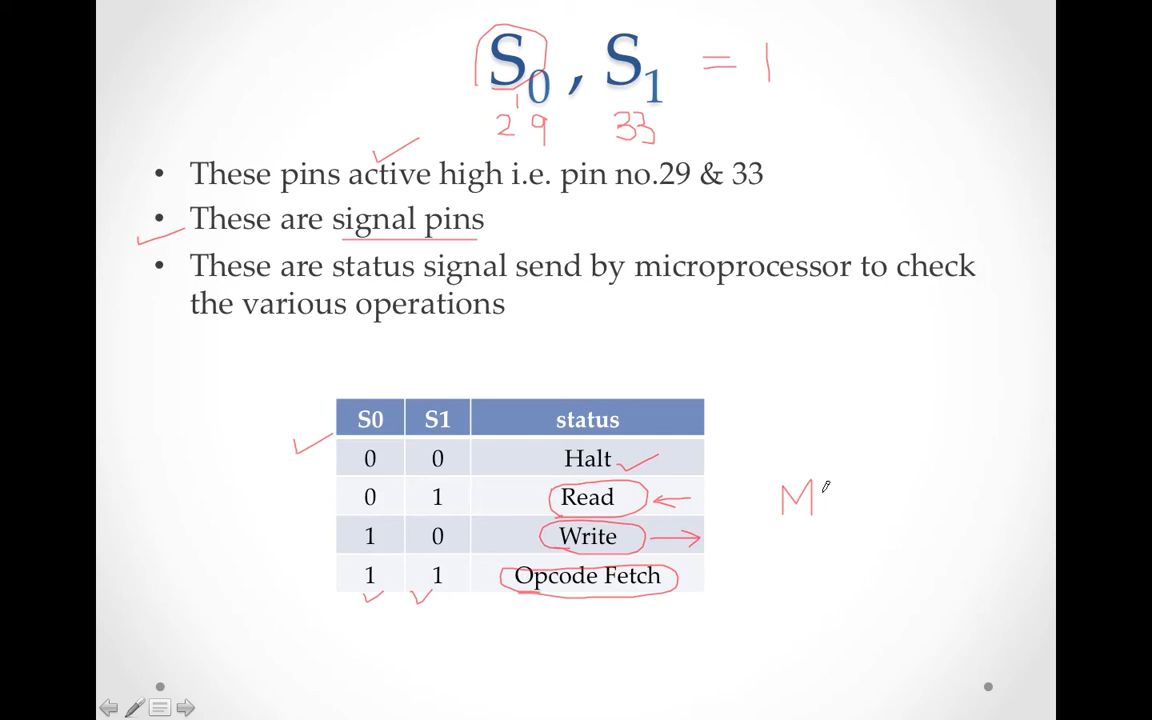 S0 , S1 = 1
29 33
• These pins active high i.e. pin no.29 & 33
• These are signal pins
• These are status signal send by microprocessor to check
the various operations
S0 S1 status
0 0 Halt
0 1 Read
1 0 Write
1 1 Opcode Fetch
M